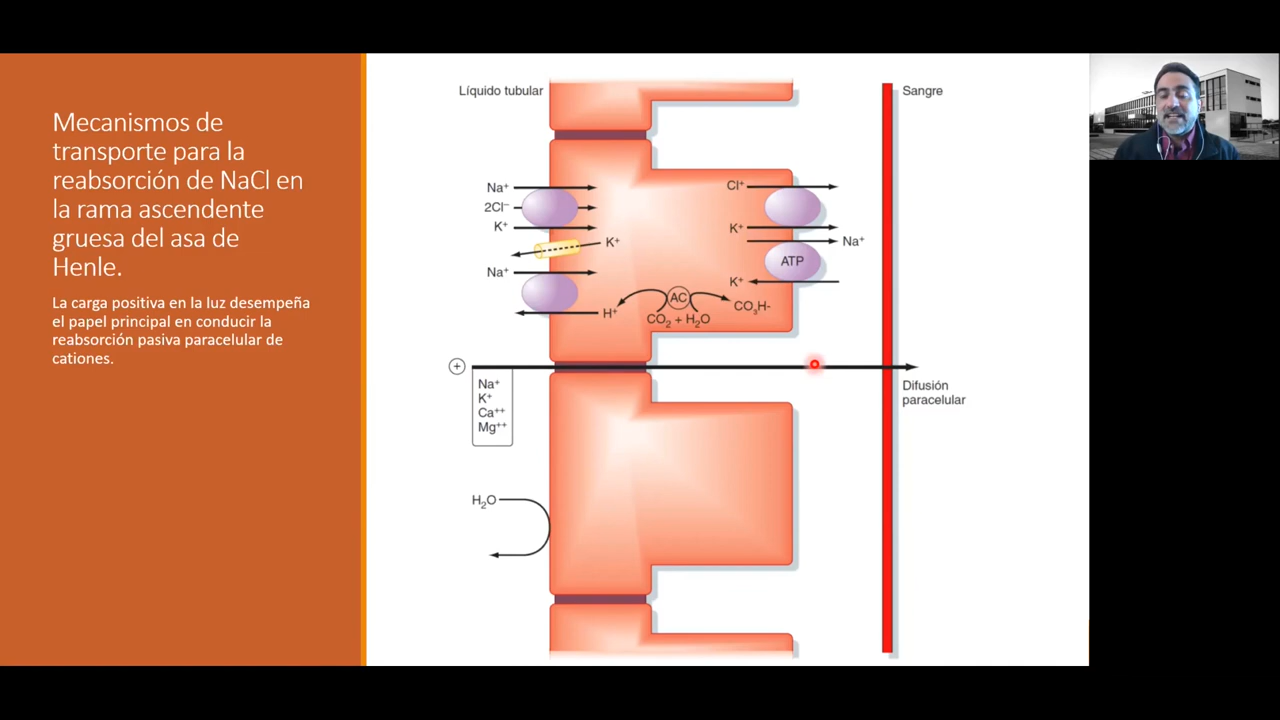 Mecanismos de
transporte para la
reabsorción de NaCl en
la rama ascendente
gruesa del asa de
Henle.
La carga positiva en la luz desempeña
el papel principal en conducir la
reabsorción pasiva paracelular de
cationes.
Líquido tubular
Sangre
Na⁺
2Cl⁻
K⁺
K⁺
Na⁺
H⁺
Cl⁺
K⁺
Na⁺
ATP
K⁺
AC
CO₂ + H₂O
CO₃H-
+
Na⁺
K⁺
Ca⁺⁺
Mg⁺⁺
Difusión
paracelular
H₂O